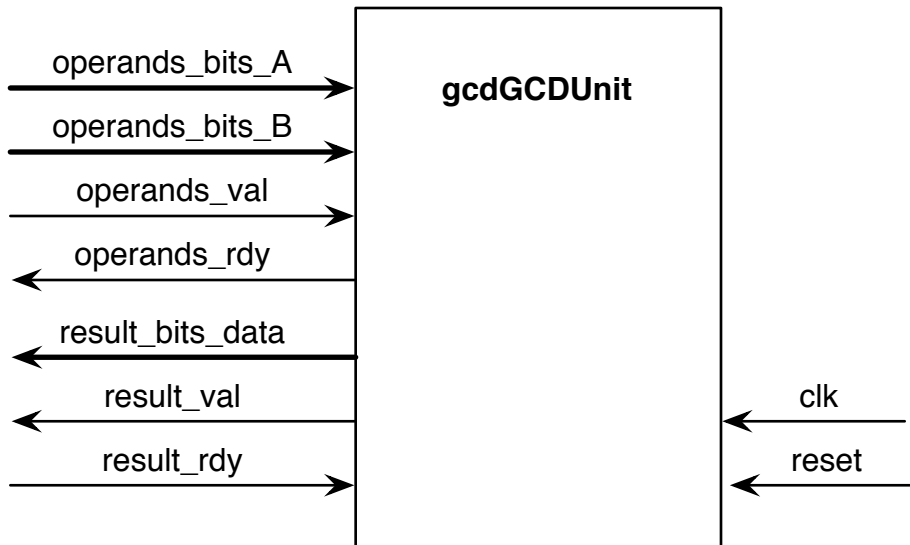 operands_bits_A
gcdGCDUnit
operands_bits_B
operands_val
operands_rdy
result_bits_data
result_val
clk
result_rdy
reset